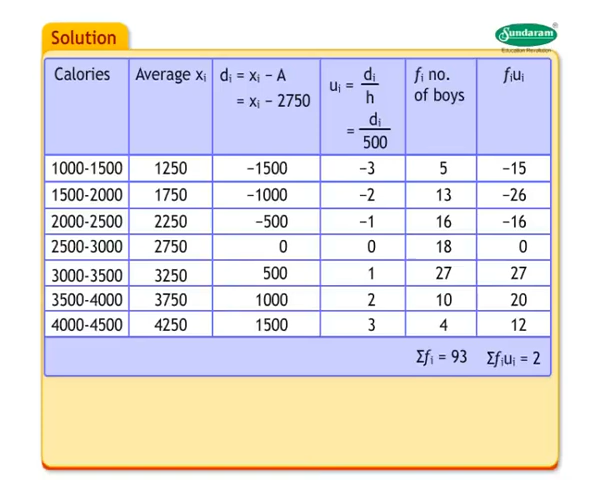 Solution
Sundaram®
Education Revolution
Calories Average xᵢ dᵢ = xᵢ − A uᵢ = dᵢ/h fᵢ no. fᵢuᵢ
= xᵢ − 2750 = dᵢ/500 of boys
1000-1500 1250 −1500 −3 5 −15
1500-2000 1750 −1000 −2 13 −26
2000-2500 2250 −500 −1 16 −16
2500-3000 2750 0 0 18 0
3000-3500 3250 500 1 27 27
3500-4000 3750 1000 2 10 20
4000-4500 4250 1500 3 4 12
Σfᵢ = 93 Σfᵢuᵢ = 2